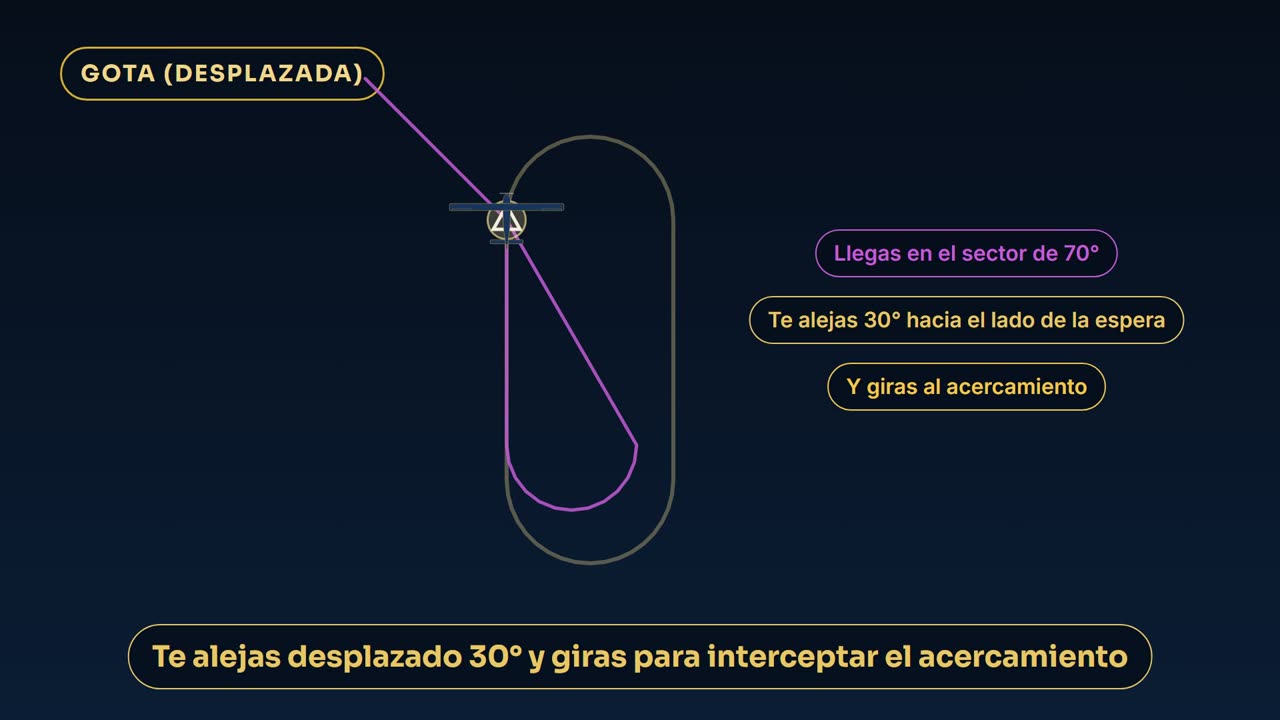 GOTA (DESPLAZADA)
Llegas en el sector de 70°
Te alejas 30° hacia el lado de la espera
Y giras al acercamiento
Te alejas desplazado 30° y giras para interceptar el acercamiento